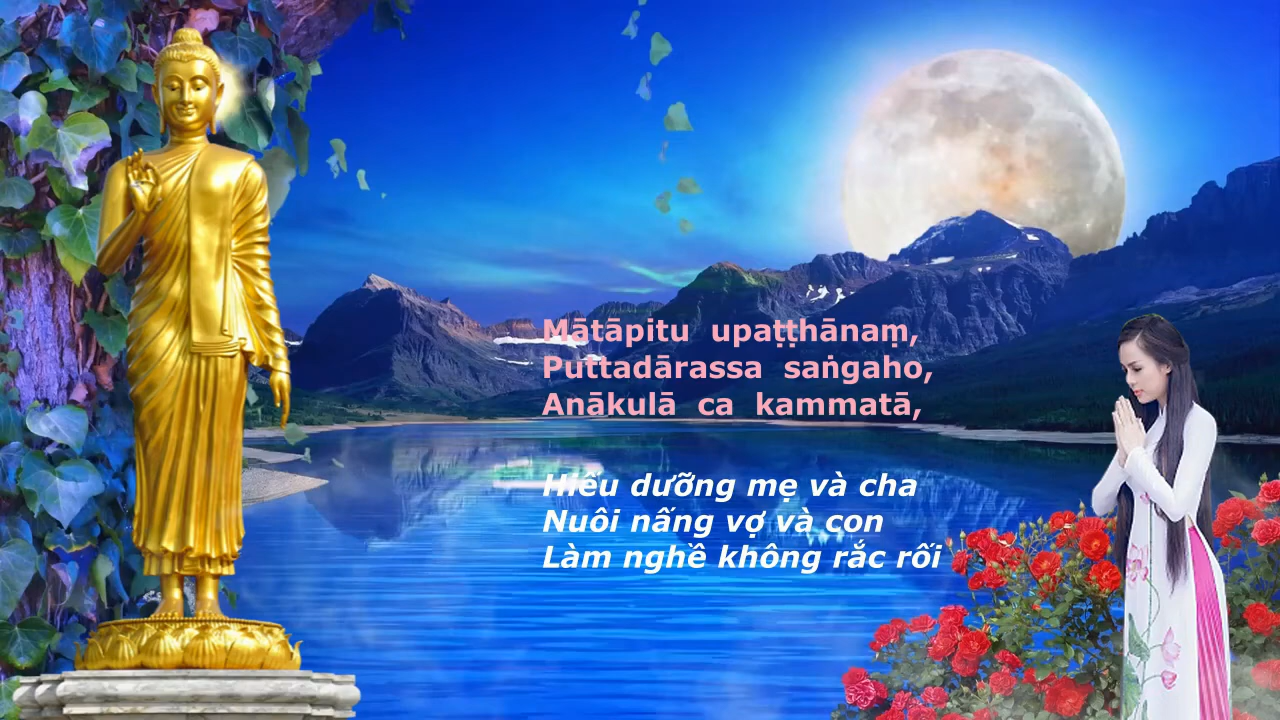 Mātāpitu upaṭṭhānaṃ,
Puttadārassa saṅgaho,
Anākulā ca kammatā,
Hiếu dưỡng mẹ và cha
Nuôi nấng vợ và con
Làm nghề không rắc rối